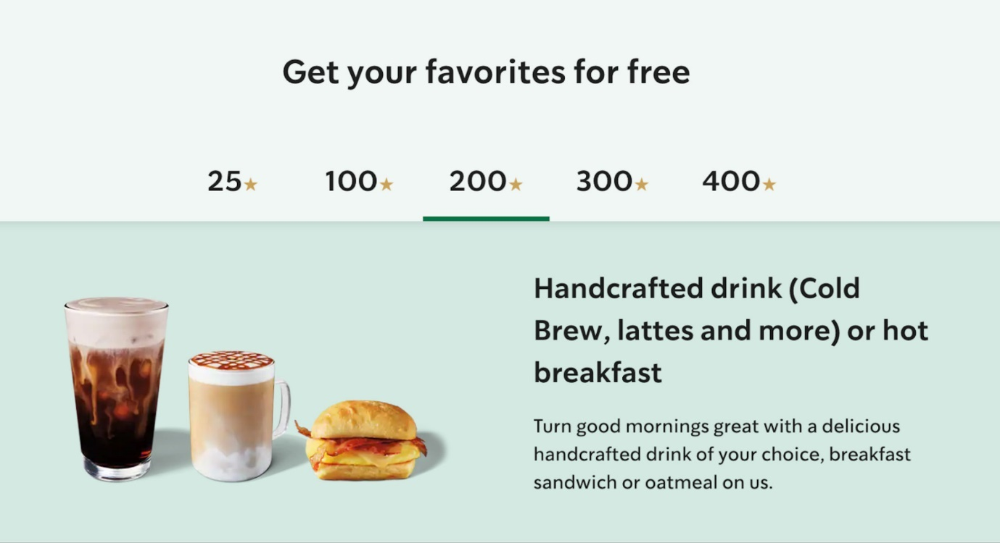 Get your favorites for free
25★ 100★ 200★ 300★ 400★
Handcrafted drink (Cold
Brew, lattes and more) or hot
breakfast
Turn good mornings great with a delicious
handcrafted drink of your choice, breakfast
sandwich or oatmeal on us.